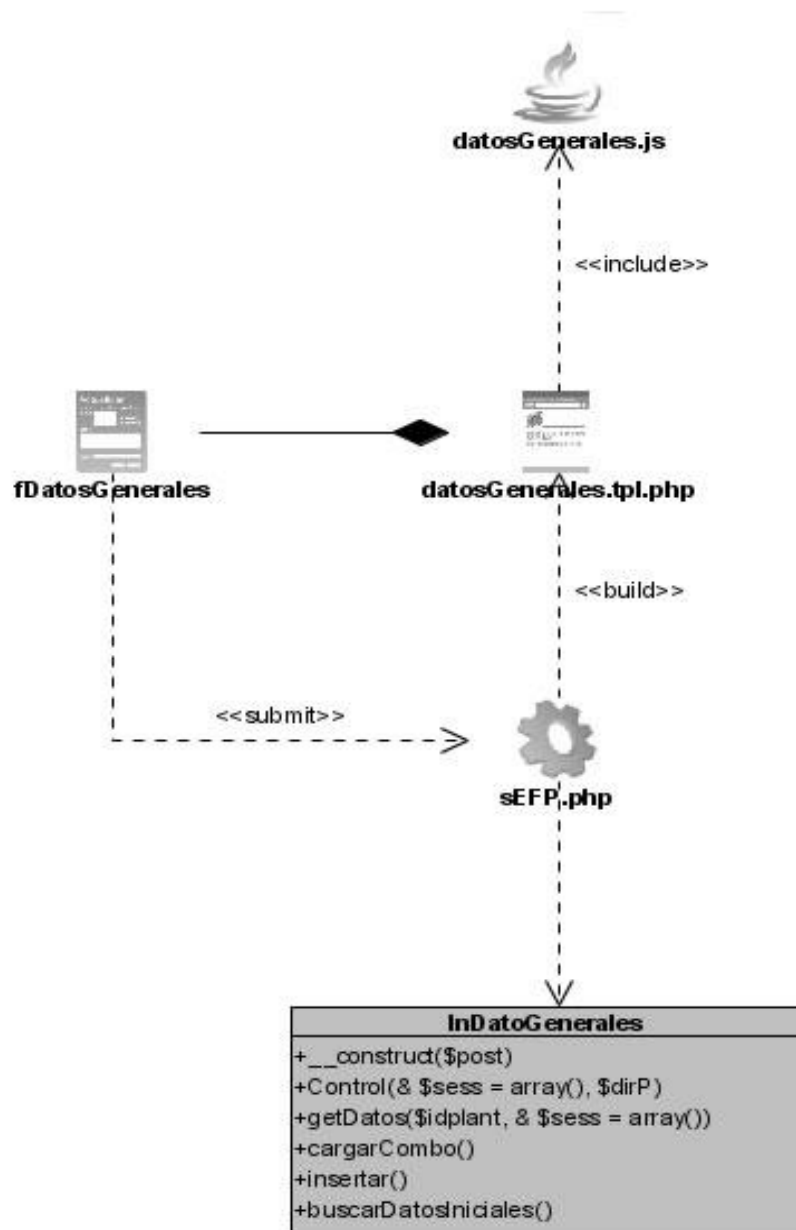 datosGenerales.js
<<include>>
fDatosGenerales
datosGenerales.tpl.php
<<build>>
<<submit>>
sEFP.php
InDatoGenerales
+__construct($post)
+Control(& $sess = array(), $dirP)
+getDatos($idplant, & $sess = array())
+cargarCombo()
+insertar()
+buscarDatosIniciales()